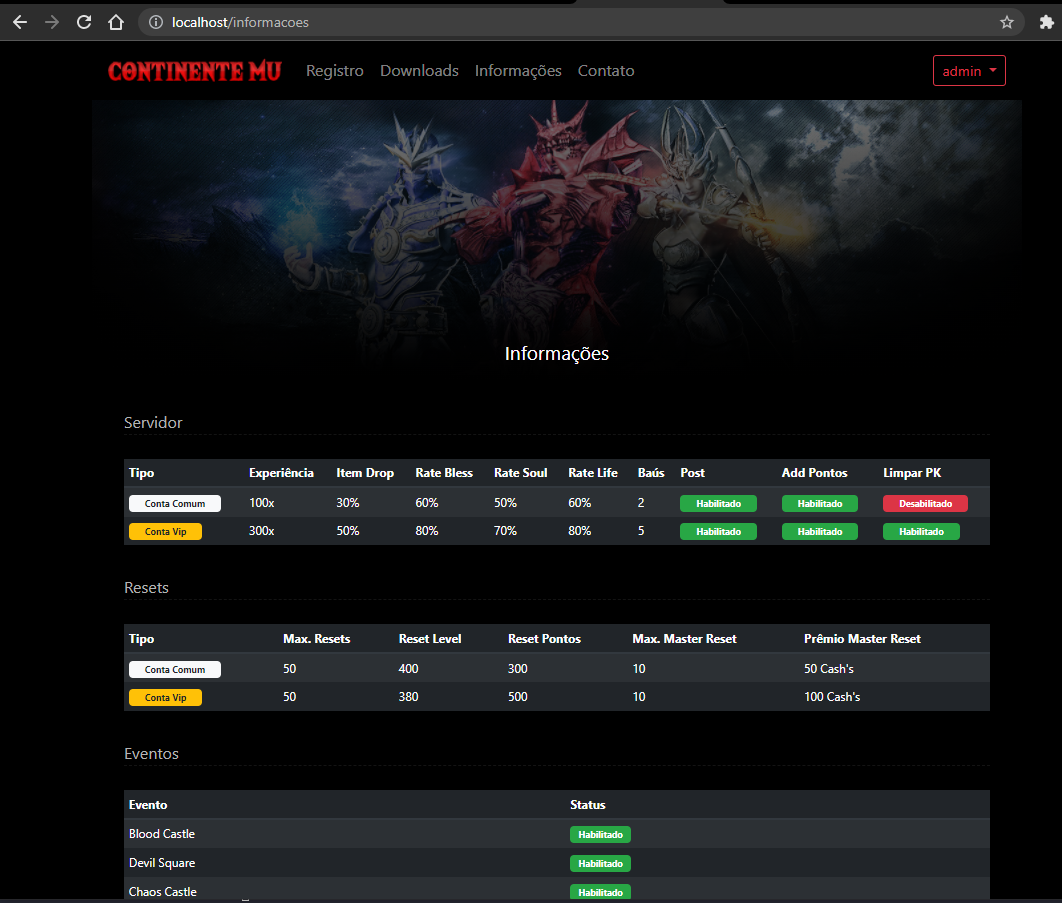 localhost/informacoes
CONTINENTE MU Registro Downloads Informações Contato admin
Informações
Servidor
Tipo Experiência Item Drop Rate Bless Rate Soul Rate Life Baús Post Add Pontos Limpar PK
Conta Comum 100x 30% 60% 50% 60% 2 Habilitado Habilitado Desabilitado
Conta Vip 300x 50% 80% 70% 80% 5 Habilitado Habilitado Habilitado
Resets
Tipo Max. Resets Reset Level Reset Pontos Max. Master Reset Prêmio Master Reset
Conta Comum 50 400 300 10 50 Cash's
Conta Vip 50 380 500 10 100 Cash's
Eventos
Evento Status
Blood Castle Habilitado
Devil Square Habilitado
Chaos Castle Habilitado